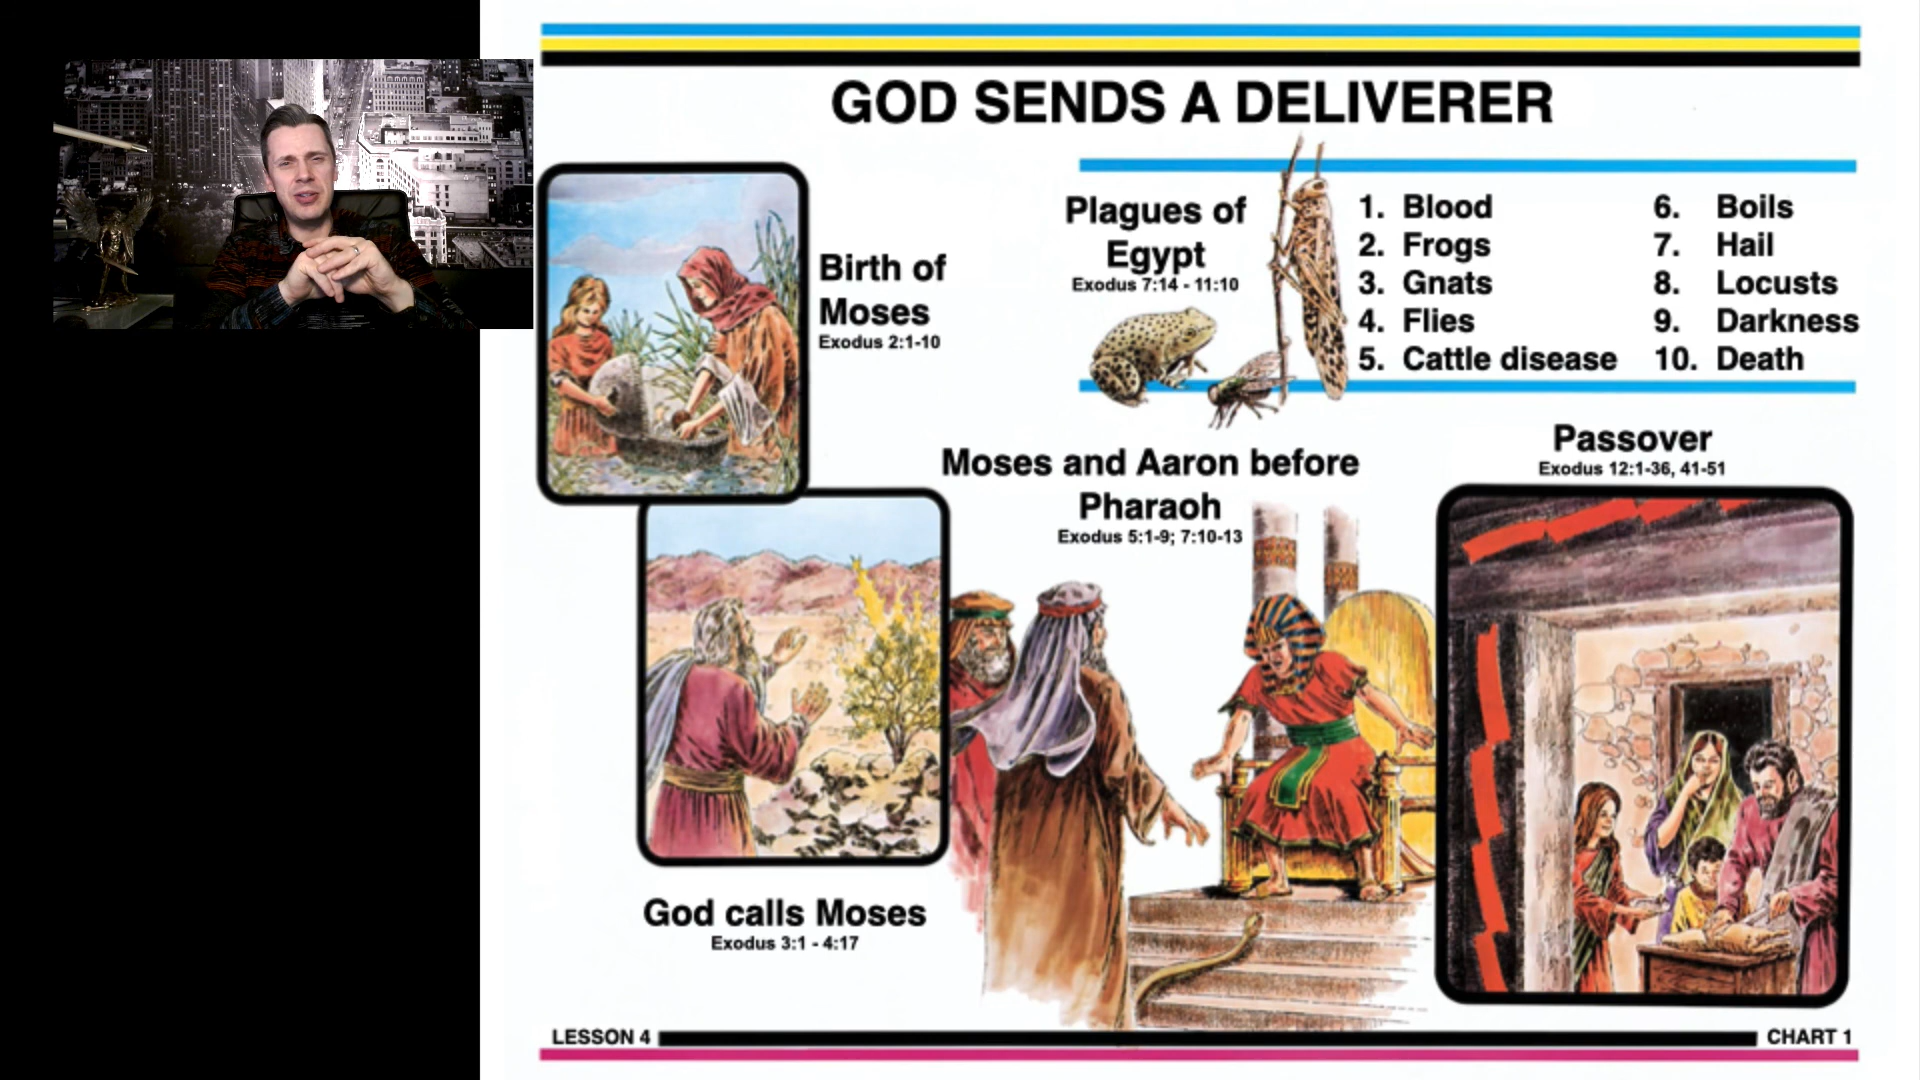 GOD SENDS A DELIVERER
Birth of
Moses
Exodus 2:1-10
Plagues of
Egypt
Exodus 7:14 - 11:10
1. Blood
2. Frogs
3. Gnats
4. Flies
5. Cattle disease
6. Boils
7. Hail
8. Locusts
9. Darkness
10. Death
Moses and Aaron before
Pharaoh
Exodus 5:1-9; 7:10-13
Passover
Exodus 12:1-36, 41-51
God calls Moses
Exodus 3:1 - 4:17
LESSON 4
CHART 1